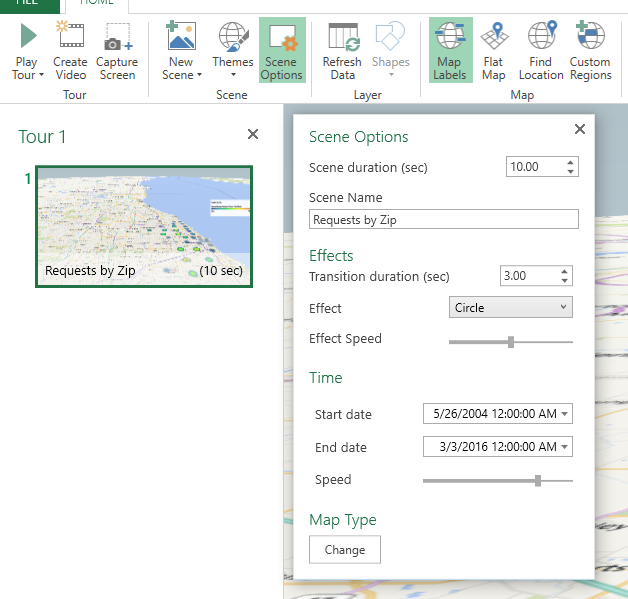 FILE HOME
Play Tour
Create Video
Capture Screen
Tour
New Scene
Themes
Scene Options
Scene
Refresh Data
Shapes
Layer
Map Labels
Flat Map
Find Location
Custom Regions
Map
Tour 1
1
Requests by Zip (10 sec)
Scene Options
Scene duration (sec) 10.00
Scene Name
Requests by Zip
Effects
Transition duration (sec) 3.00
Effect Circle
Effect Speed
Time
Start date 5/26/2004 12:00:00 AM
End date 3/3/2016 12:00:00 AM
Speed
Map Type
Change